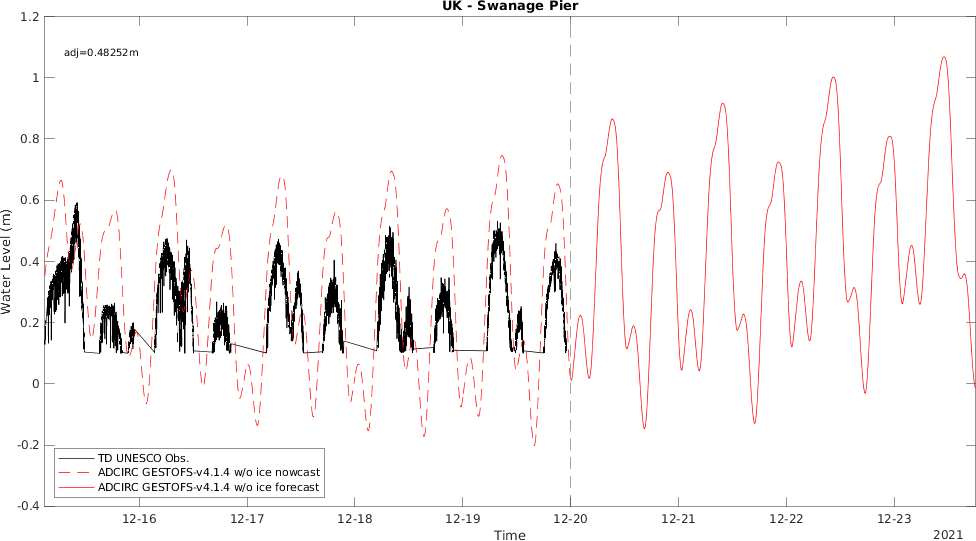 UK - Swanage Pier
adj=0.48252m
1.2
1
0.8
0.6
0.4
0.2
0
-0.2
-0.4
Water Level (m)
TD UNESCO Obs.
ADCIRC GESTOFS-v4.1.4 w/o ice nowcast
ADCIRC GESTOFS-v4.1.4 w/o ice forecast
12-16 12-17 12-18 12-19 12-20 12-21 12-22 12-23
Time
2021